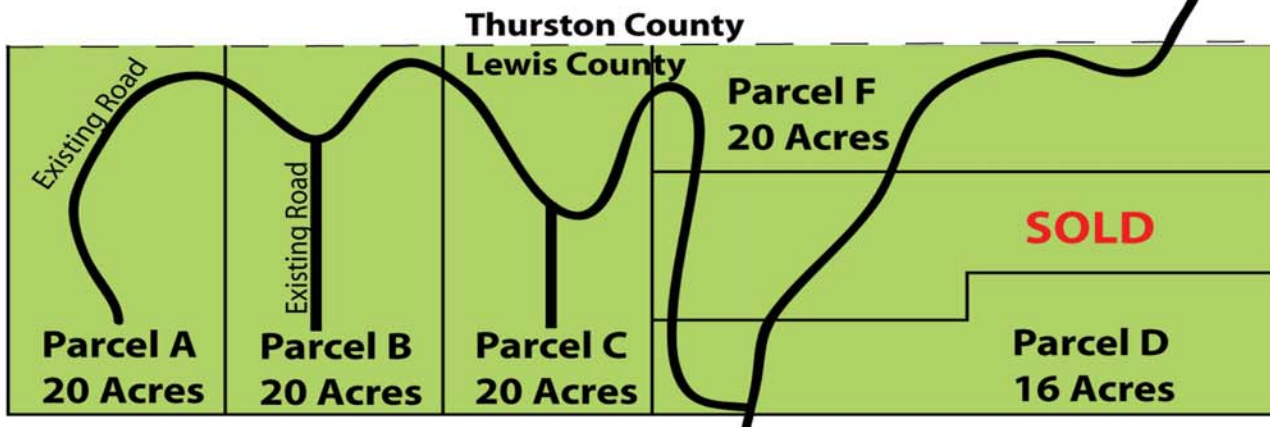 Thurston County
Lewis County
Existing Road
Existing Road
Parcel F
20 Acres
SOLD
Parcel A
20 Acres
Parcel B
20 Acres
Parcel C
20 Acres
Parcel D
16 Acres